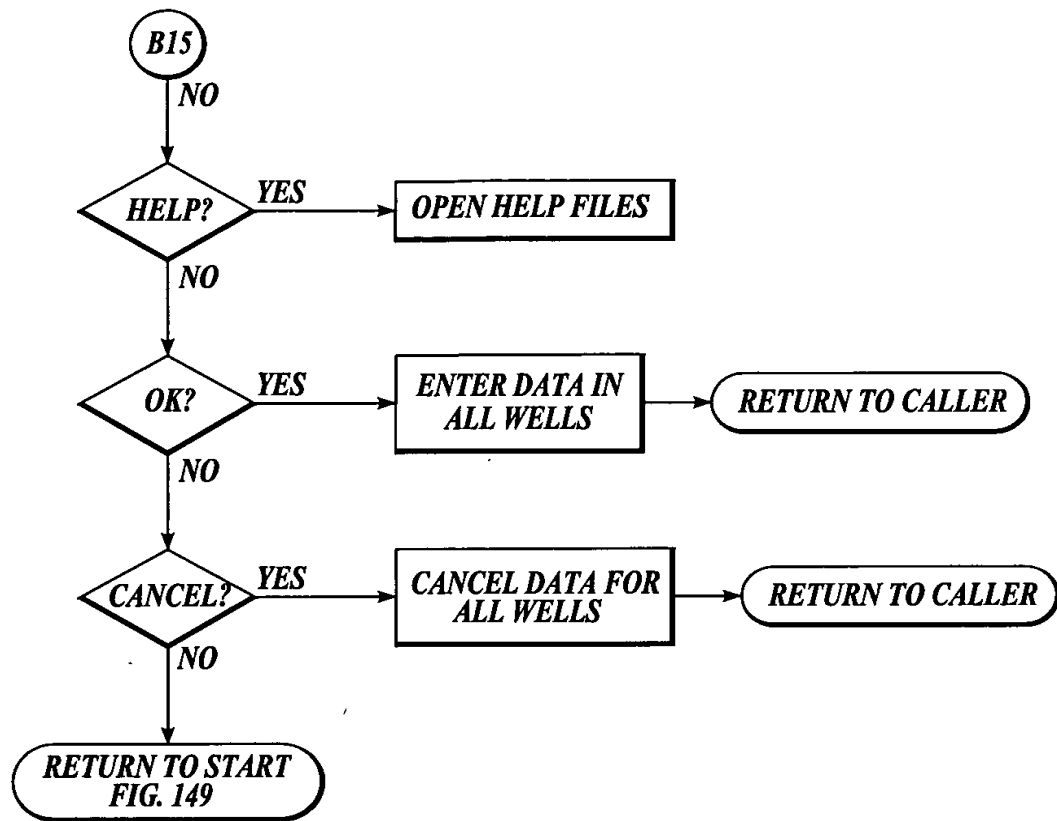 B15
NO
HELP?
YES
OPEN HELP FILES
NO
OK?
YES
ENTER DATA IN
ALL WELLS
RETURN TO CALLER
NO
CANCEL?
YES
CANCEL DATA FOR
ALL WELLS
RETURN TO CALLER
NO
RETURN TO START
FIG. 149